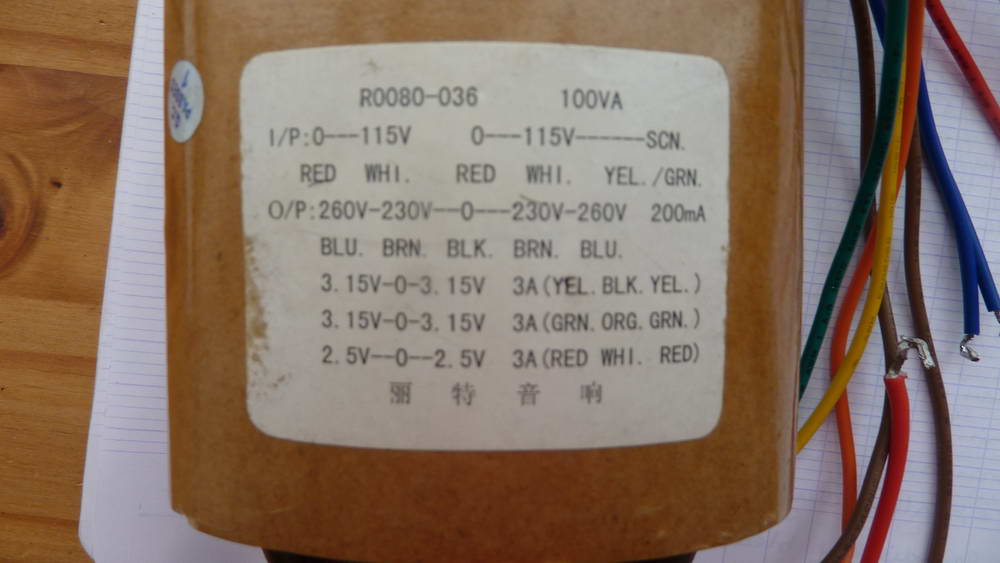 R0080-036 100VA
I/P:0---115V 0---115V------SCN.
RED WHI. RED WHI. YEL./GRN.
O/P:260V-230V--0---230V-260V 200mA
BLU. BRN. BLK. BRN. BLU.
3.15V-0-3.15V 3A(YEL.BLK.YEL.)
3.15V-0-3.15V 3A(GRN.ORG.GRN.)
2.5V--0--2.5V 3A(RED WHI. RED)
丽特音响